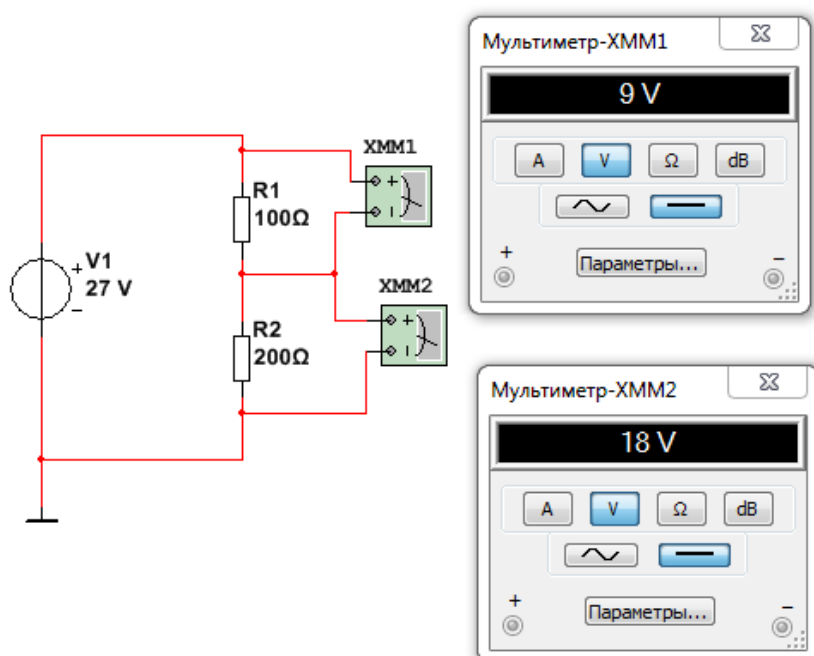 XMM1
R1
100Ω
V1
27 V
+
−
XMM2
R2
200Ω
+
−
+
−
Мультиметр-XMM1
9 V
A V Ω dB
+ −
Параметры...
Мультиметр-XMM2
18 V
A V Ω dB
+ −
Параметры...